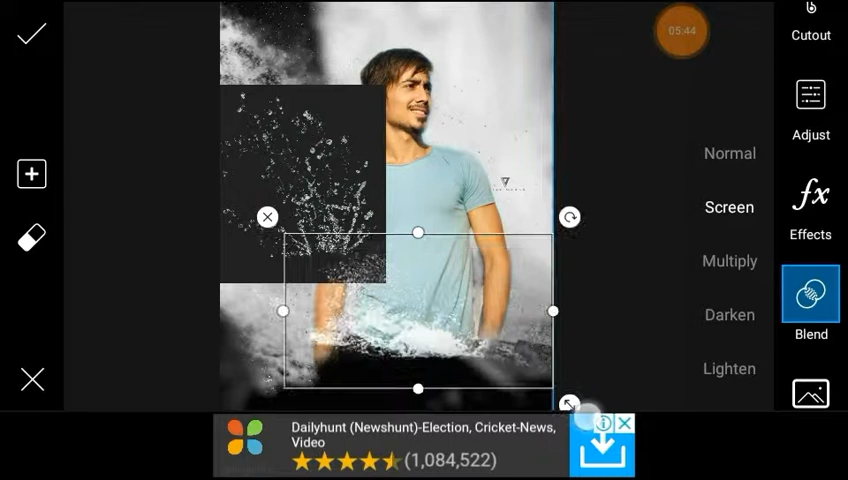 05:44
Cutout
Adjust
fx
Effects
Blend
Normal
Screen
Multiply
Darken
Lighten
Dailyhunt (Newshunt)-Election, Cricket-News,
Video
(1,084,522)